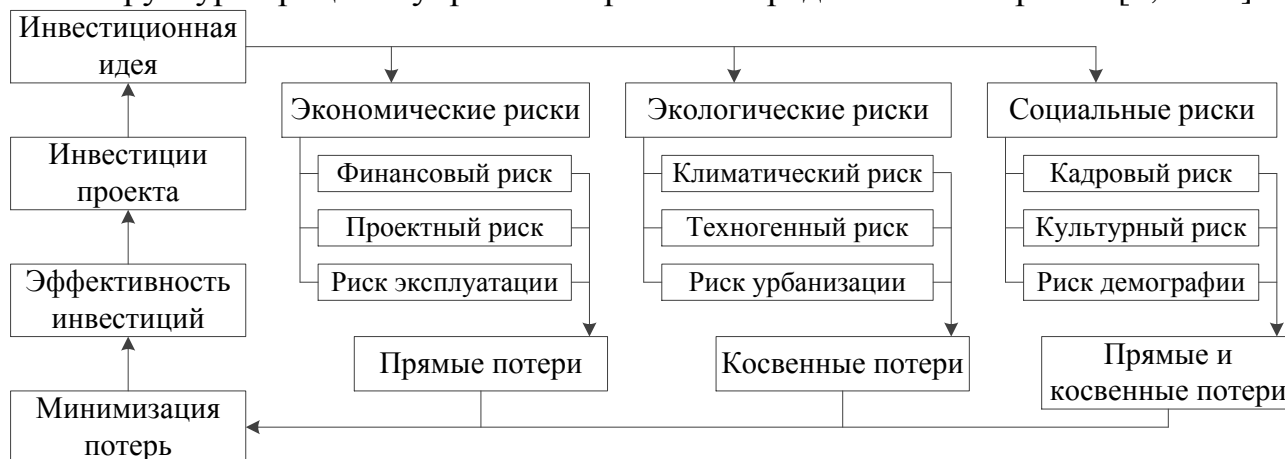 Инвестиционная
идея
Экономические риски
Экологические риски
Социальные риски
Инвестиции
проекта
Финансовый риск
Климатический риск
Кадровый риск
Проектный риск
Техногенный риск
Культурный риск
Эффективность
инвестиций
Риск эксплуатации
Риск урбанизации
Риск демографии
Прямые потери
Косвенные потери
Прямые и
косвенные потери
Минимизация
потерь